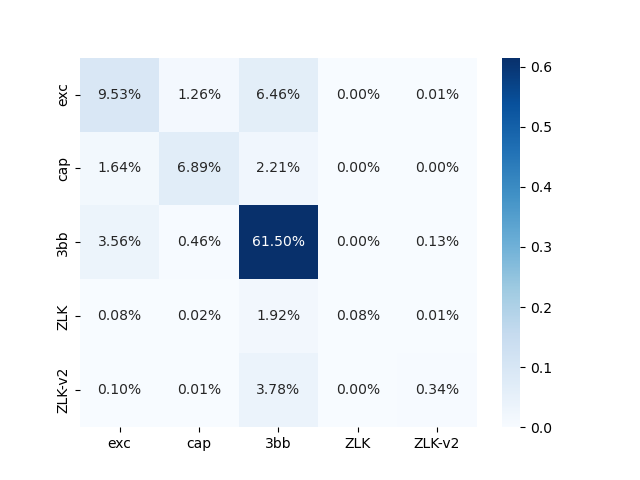 exc 9.53% 1.26% 6.46% 0.00% 0.01%
cap 1.64% 6.89% 2.21% 0.00% 0.00%
3bb 3.56% 0.46% 61.50% 0.00% 0.13%
ZLK 0.08% 0.02% 1.92% 0.08% 0.01%
ZLK-v2 0.10% 0.01% 3.78% 0.00% 0.34%
exc cap 3bb ZLK ZLK-v2
0.6
0.5
0.4
0.3
0.2
0.1
0.0